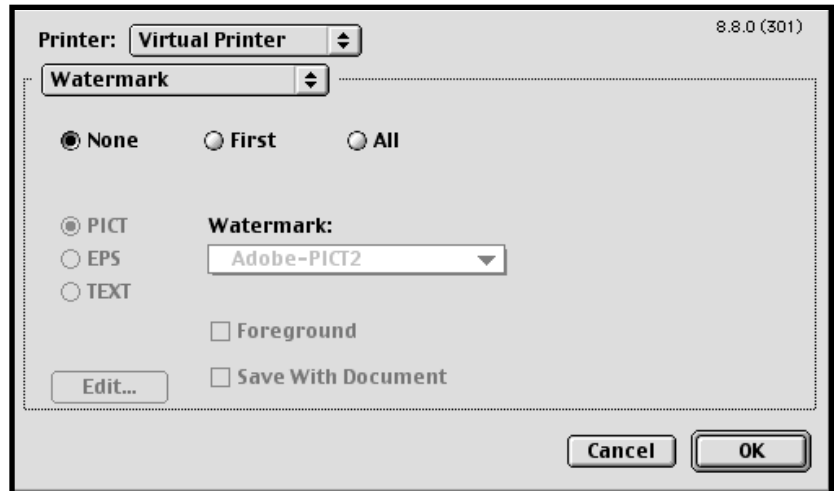 8.8.0 (301)
Printer: Virtual Printer
Watermark
None First All
PICT Watermark:
EPS Adobe-PICT2
TEXT
Foreground
Edit... Save With Document
Cancel OK